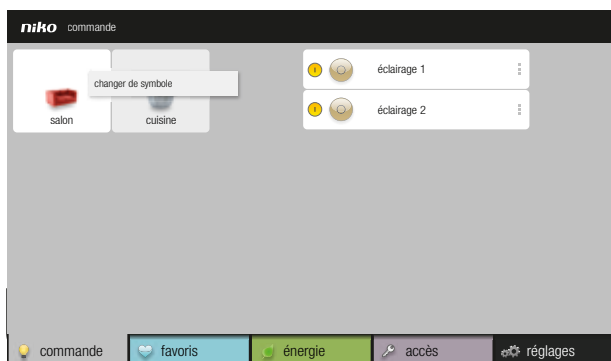 niko commande
changer de symbole
salon
cuisine
éclairage 1
éclairage 2
commande
favoris
énergie
accès
réglages